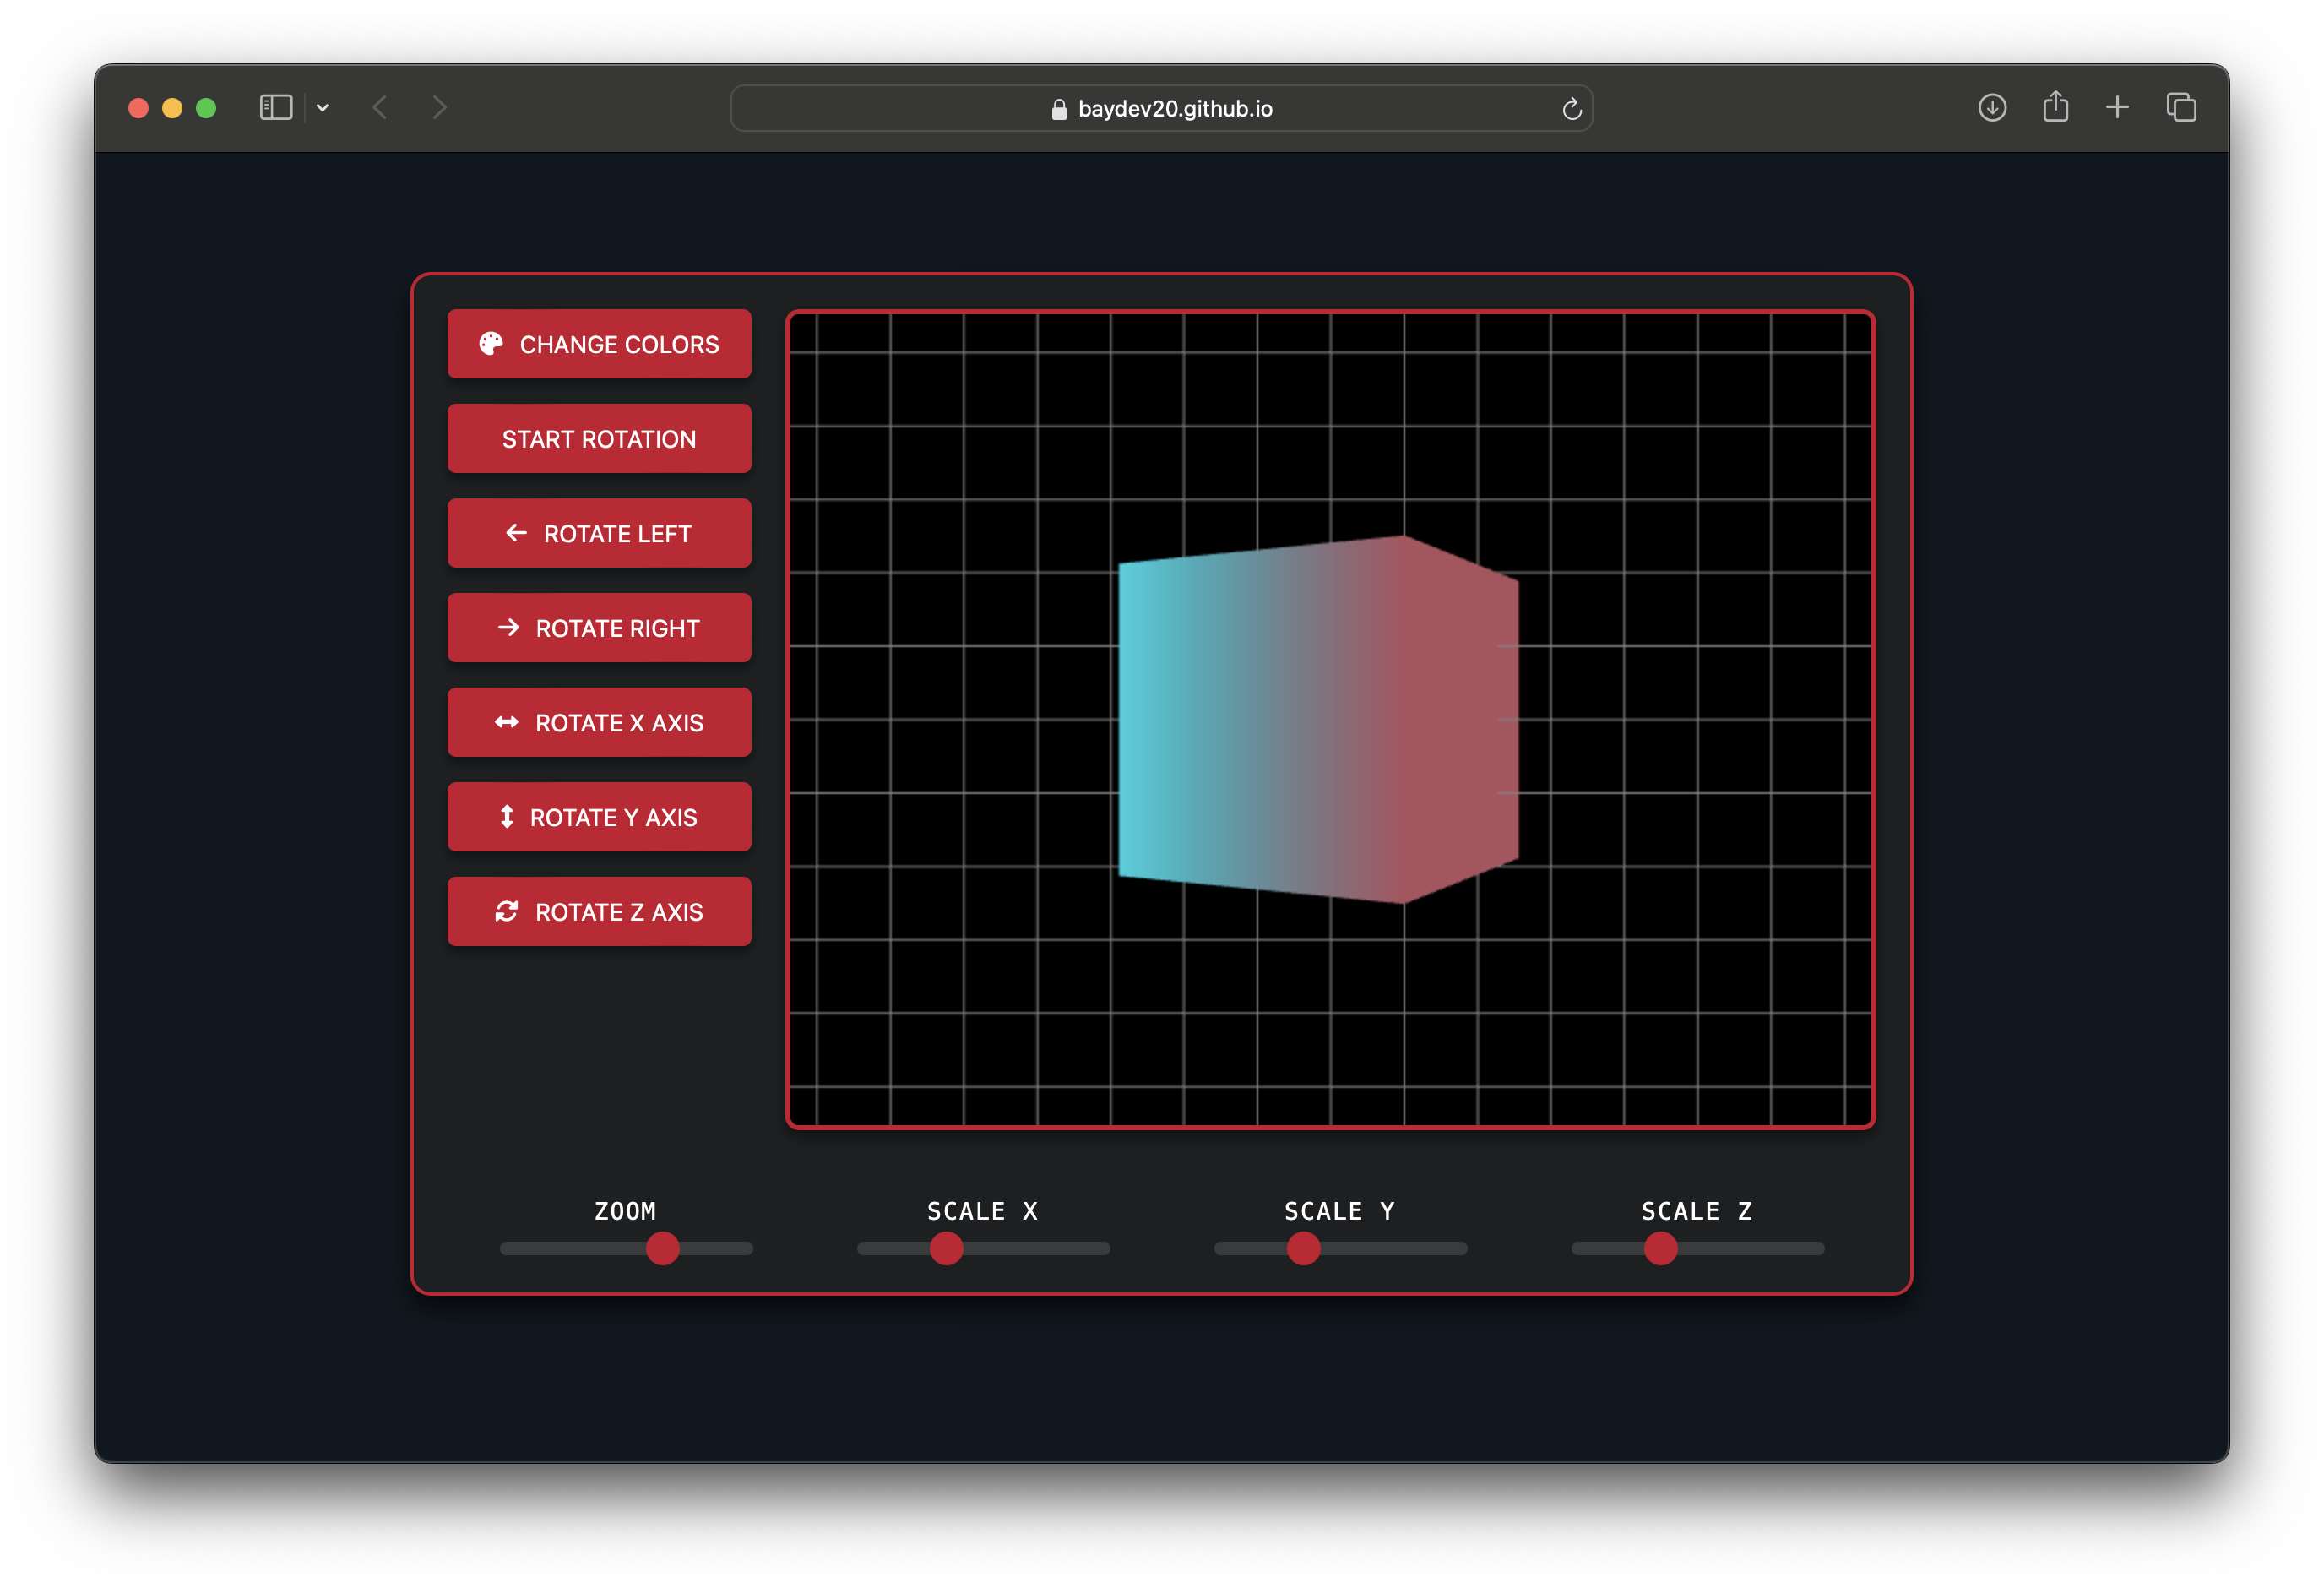 baydev20.github.io
CHANGE COLORS
START ROTATION
ROTATE LEFT
ROTATE RIGHT
ROTATE X AXIS
ROTATE Y AXIS
ROTATE Z AXIS
ZOOM
SCALE X
SCALE Y
SCALE Z